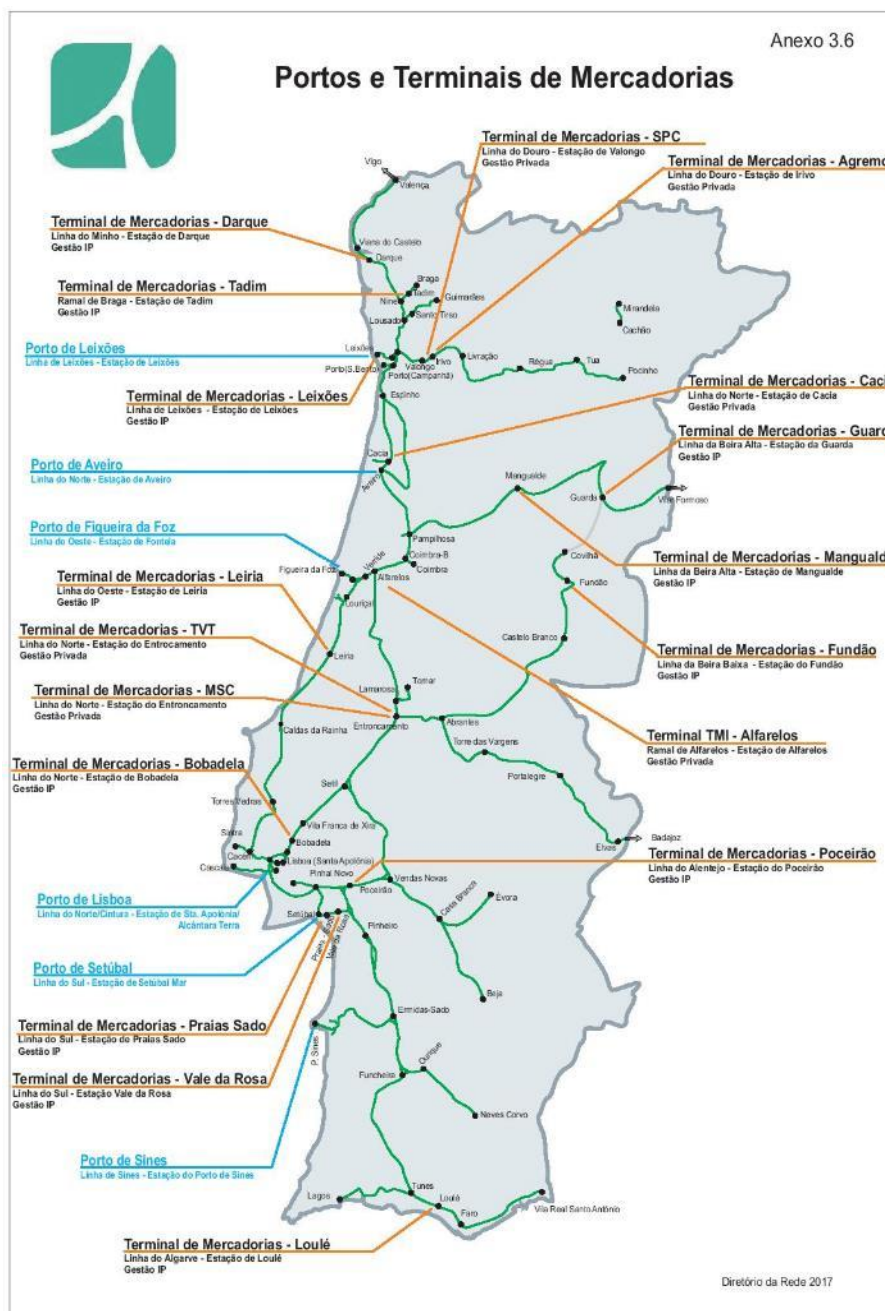 Anexo 3.6
Portos e Terminais de Mercadorias
Terminal de Mercadorias - SPC
Linha do Douro - Estação de Valongo
Gestão Privada
Terminal de Mercadorias - Agremo
Linha do Douro - Estação de Irivo
Gestão Privada
Vigo
Valença
Terminal de Mercadorias - Darque
Linha do Minho - Estação de Darque
Gestão IP
Viana do Castelo
Darque
Terminal de Mercadorias - Tadim
Ramal de Braga - Estação de Tadim
Gestão IP
Braga
Tadim
Nine
Guimarães
Santo Tirso
Lousado
Mirandela
Cachão
Porto de Leixões
Linha de Leixões - Estação de Leixões
Leixões
Porto(S.Bento)
Valongo
Irivo
Porto(Campanhã)
Livração
Régua
Tua
Pocinho
Terminal de Mercadorias - Leixões
Linha de Leixões - Estação de Leixões
Gestão IP
Espinho
Terminal de Mercadorias - Cacia
Linha do Norte - Estação de Cacia
Gestão Privada
Terminal de Mercadorias - Guard
Linha da Beira Alta - Estação da Guarda
Gestão IP
Porto de Aveiro
Linha do Norte - Estação de Aveiro
Cacia
Aveiro
Mangualde
Guarda
Vilar Formoso
Porto de Figueira da Foz
Linha do Oeste - Estação de Fontela
Pampilhosa
Coimbra-B
Coimbra
Figueira da Foz
Verride
Alfarelos
Louriçal
Covilhã
Fundão
Terminal de Mercadorias - Mangualde
Linha da Beira Alta - Estação de Mangualde
Gestão IP
Terminal de Mercadorias - Leiria
Linha do Oeste - Estação de Leiria
Gestão IP
Leiria
Castelo Branco
Terminal de Mercadorias - TVT
Linha do Norte - Estação do Entrocamento
Gestão Privada
Terminal de Mercadorias - Fundão
Linha da Beira Baixa - Estação do Fundão
Gestão IP
Terminal de Mercadorias - MSC
Linha do Norte - Estação do Entroncamento
Gestão Privada
Lamarosa
Tomar
Entroncamento
Abrantes
Caldas da Rainha
Torre das Vargens
Portalegre
Terminal TMI - Alfarelos
Ramal de Alfarelos - Estação de Alfarelos
Gestão Privada
Terminal de Mercadorias - Bobadela
Linha do Norte - Estação de Bobadela
Gestão IP
Setil
Torres Vedras
Vila Franca de Xira
Sintra
Cacém
Cascais
Bobadela
Lisboa (Santa Apolónia)
Elvas
Badajoz
Terminal de Mercadorias - Poceirão
Linha do Alentejo - Estação do Poceirão
Gestão IP
Pinhal Novo
Poceirão
Vendas Novas
Casa Branca
Évora
Porto de Lisboa
Linha do Norte/Cintura - Estação de Sta. Apolónia/
Alcântara Terra
Setúbal
Praias - Sado
Vale da Rosa
Pinheiro
Beja
Porto de Setúbal
Linha do Sul - Estação de Setúbal Mar
Terminal de Mercadorias - Praias Sado
Linha do Sul - Estação de Praias Sado
Gestão IP
Ermidas-Sado
P. Sines
Terminal de Mercadorias - Vale da Rosa
Linha do Sul - Estação Vale da Rosa
Gestão IP
Funcheira
Ourique
Neves Corvo
Porto de Sines
Linha de Sines - Estação do Porto de Sines
Lagos
Tunes
Loulé
Faro
Vila Real Santo António
Terminal de Mercadorias - Loulé
Linha do Algarve - Estação de Loulé
Gestão IP
Diretório da Rede 2017